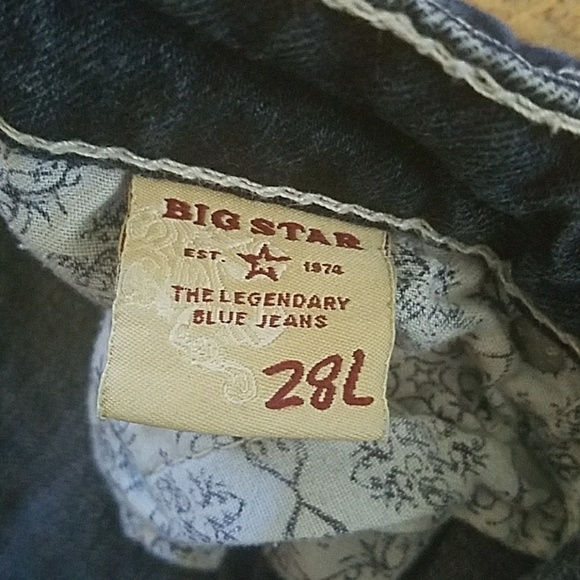 BIG STAR
EST. 1974
THE LEGENDARY
BLUE JEANS
28L